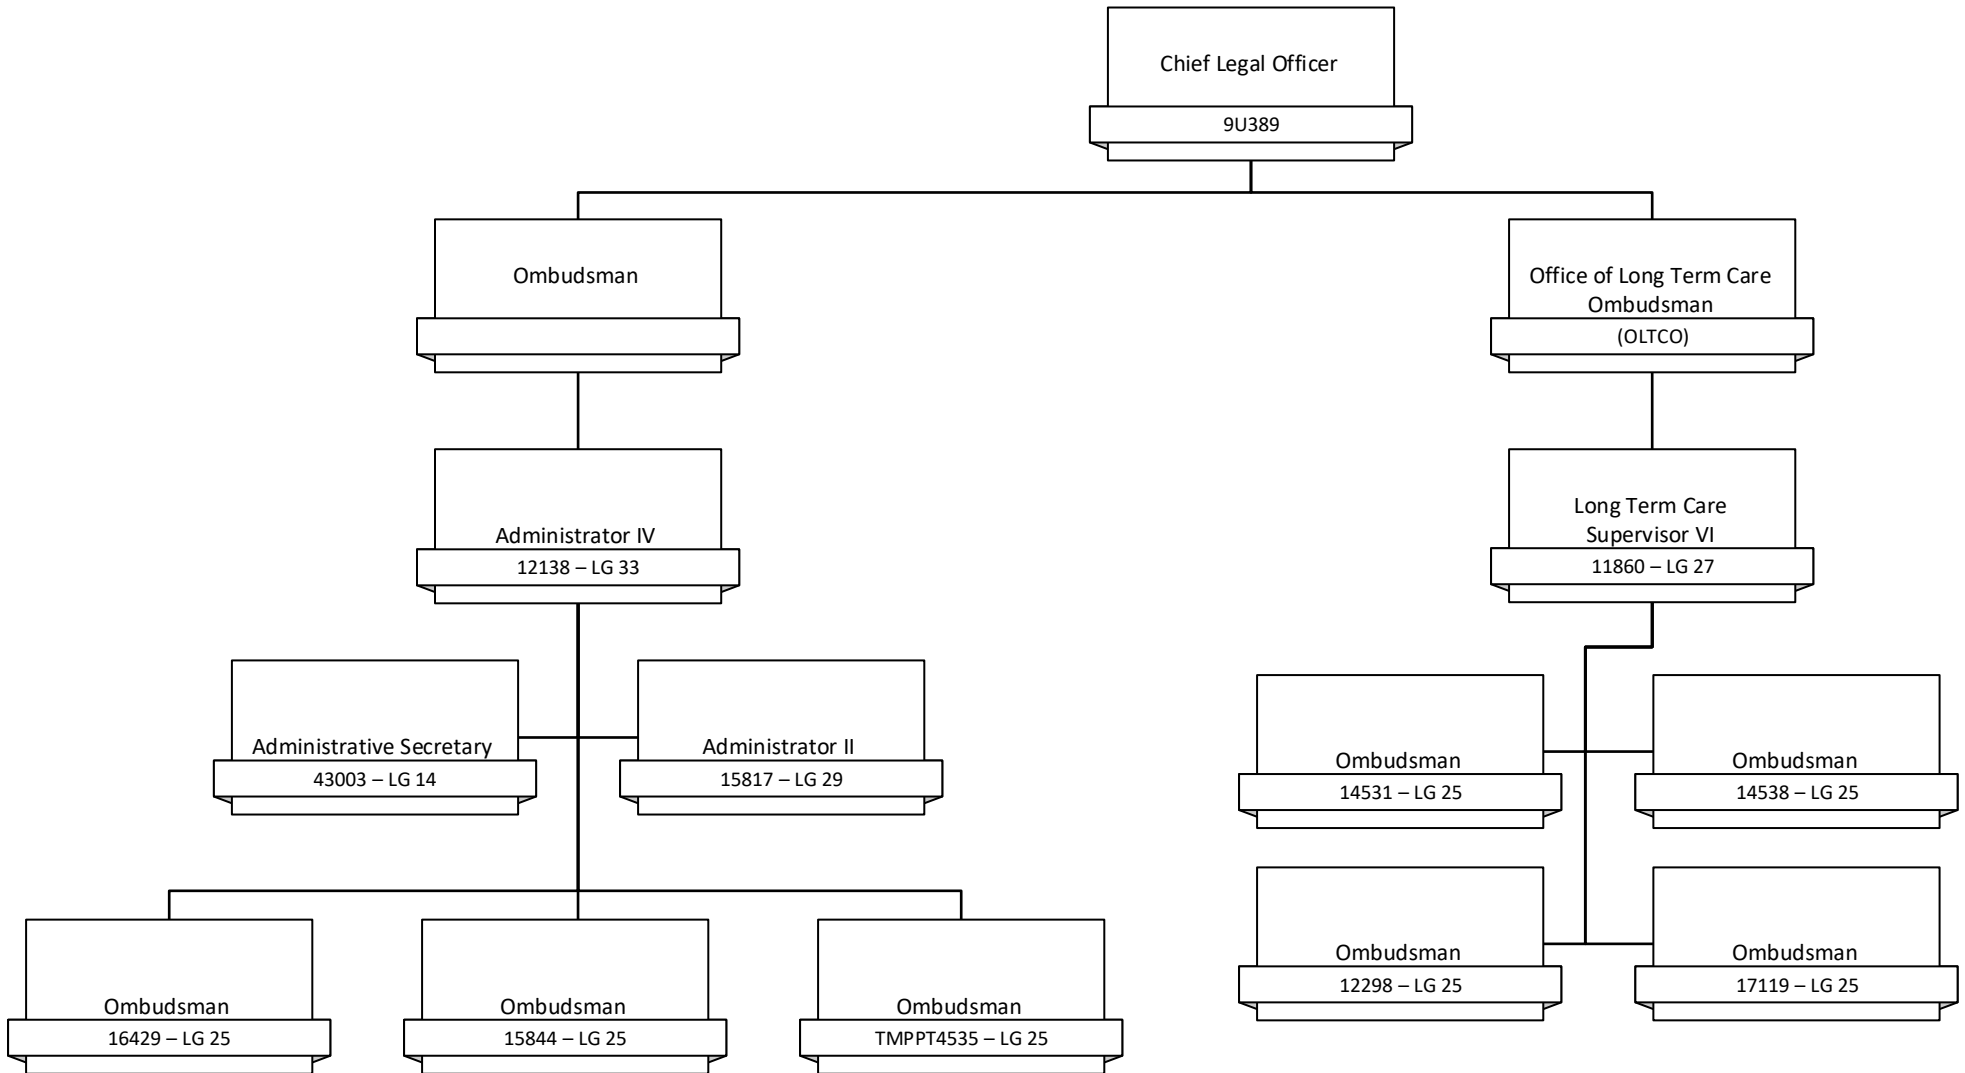 Chief Legal Officer
9U389
Ombudsman
Office of Long Term Care
Ombudsman
(OLTCO)
Administrator IV
12138 – LG 33
Long Term Care
Supervisor VI
11860 – LG 27
Administrative Secretary
43003 – LG 14
Administrator II
15817 – LG 29
Ombudsman
14531 – LG 25
Ombudsman
14538 – LG 25
Ombudsman
12298 – LG 25
Ombudsman
17119 – LG 25
Ombudsman
16429 – LG 25
Ombudsman
15844 – LG 25
Ombudsman
TMPPT4535 – LG 25